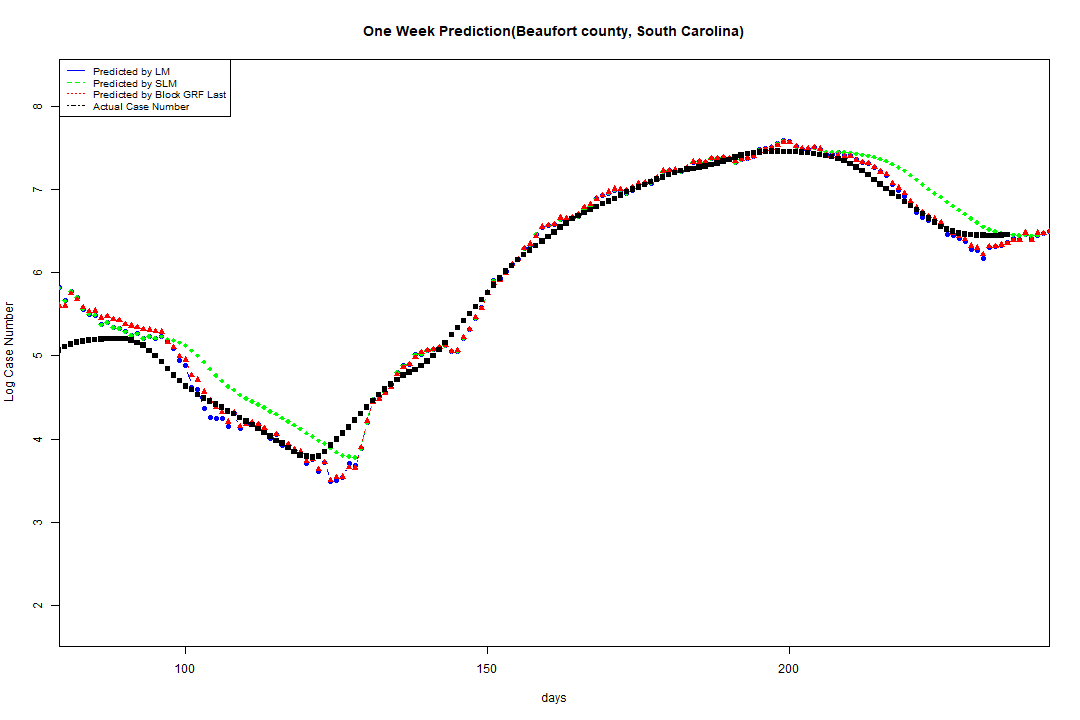 One Week Prediction(Beaufort county, South Carolina)
Predicted by LM
Predicted by SLM
Predicted by Block GRF Last
Actual Case Number
8
7
6
5
4
3
2
Log Case Number
100 150 200
days